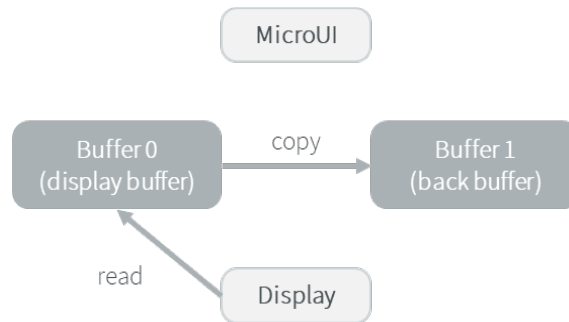 MicroUI
Buffer 0
(display buffer)
copy
Buffer 1
(back buffer)
read
Display